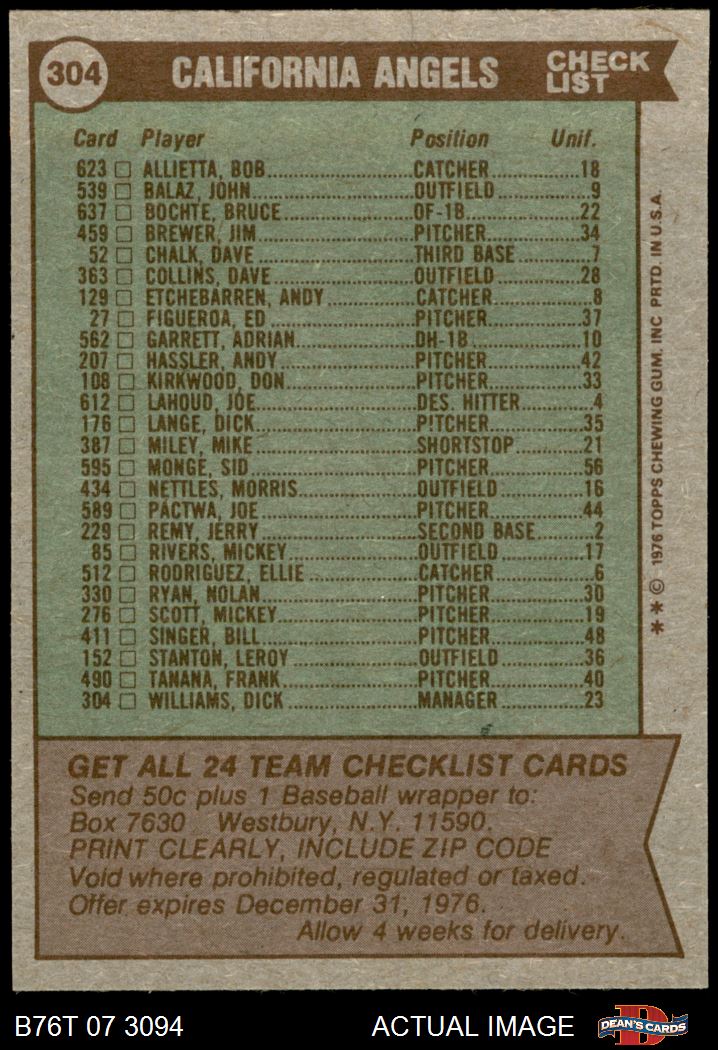 304 CALIFORNIA ANGELS CHECK LIST
Card Player Position Unif.
623 □ ALLIETTA, BOB CATCHER 18
539 □ BALAZ, JOHN OUTFIELD 9
637 □ BOCHTE, BRUCE OF-1B 22
459 □ BREWER, JIM PITCHER 34
52 □ CHALK, DAVE THIRD BASE 7
363 □ COLLINS, DAVE OUTFIELD 28
129 □ ETCHEBARREN, ANDY CATCHER 8
27 □ FIGUEROA, ED PITCHER 37
562 □ GARRETT, ADRIAN DH-1B 10
207 □ HASSLER, ANDY PITCHER 42
108 □ KIRKWOOD, DON PITCHER 33
612 □ LAHOUD, JOE DES. HITTER 4
176 □ LANGE, DICK PITCHER 35
387 □ MILEY, MIKE SHORTSTOP 21
595 □ MONGE, SID PITCHER 56
434 □ NETTLES, MORRIS OUTFIELD 16
589 □ PACTWA, JOE PITCHER 44
229 □ REMY, JERRY SECOND BASE 2
85 □ RIVERS, MICKEY OUTFIELD 17
512 □ RODRIGUEZ, ELLIE CATCHER 6
330 □ RYAN, NOLAN PITCHER 30
276 □ SCOTT, MICKEY PITCHER 19
411 □ SINGER, BILL PITCHER 48
152 □ STANTON, LEROY OUTFIELD 36
490 □ TANANA, FRANK PITCHER 40
304 □ WILLIAMS, DICK MANAGER 23
** © 1976 TOPPS CHEWING GUM, INC PRTD. IN U.S.A.
GET ALL 24 TEAM CHECKLIST CARDS
Send 50c plus 1 Baseball wrapper to:
Box 7630 Westbury, N.Y. 11590.
PRINT CLEARLY, INCLUDE ZIP CODE
Void where prohibited, regulated or taxed.
Offer expires December 31, 1976.
Allow 4 weeks for delivery.
B76T 07 3094 ACTUAL IMAGE DEAN'S CARDS